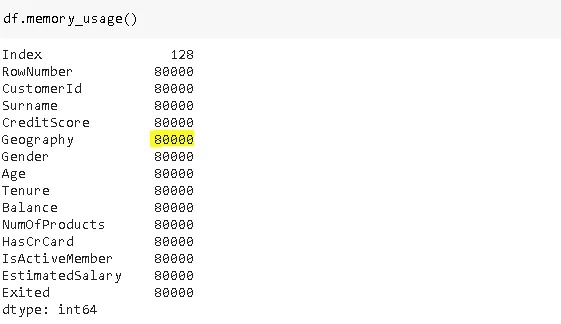 df.memory_usage()
Index 128
RowNumber 80000
CustomerId 80000
Surname 80000
CreditScore 80000
Geography 80000
Gender 80000
Age 80000
Tenure 80000
Balance 80000
NumOfProducts 80000
HasCrCard 80000
IsActiveMember 80000
EstimatedSalary 80000
Exited 80000
dtype: int64